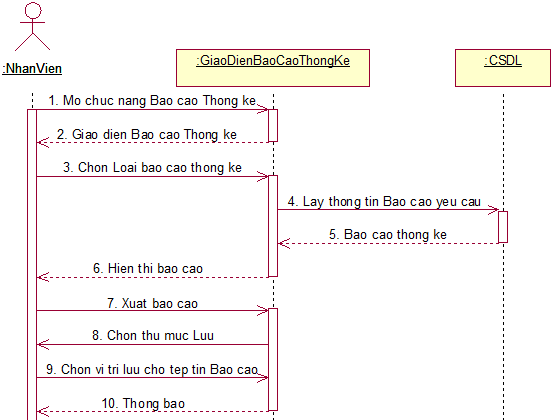 :NhanVien
:GiaoDienBaoCaoThongKe
:CSDL
1. Mo chuc nang Bao cao Thong ke
2. Giao dien Bao cao Thong ke
3. Chon Loai bao cao thong ke
4. Lay thong tin Bao cao yeu cau
5. Bao cao thong ke
6. Hien thi bao cao
7. Xuat bao cao
8. Chon thu muc Luu
9. Chon vi tri luu cho tep tin Bao cao
10. Thong bao